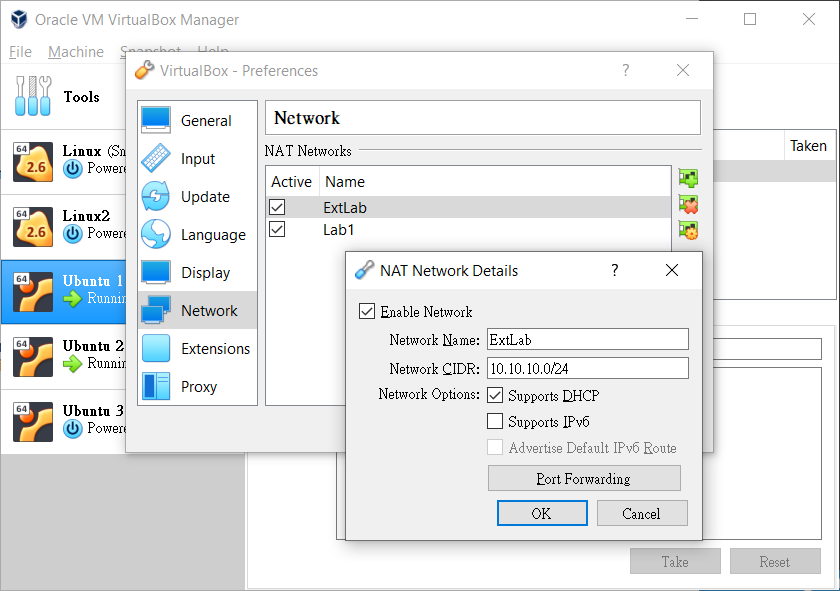 Oracle VM VirtualBox Manager
File Machine Snapshot Help
Tools
Taken
64 2.6 Linux (Sn
Powere
64 2.6 Linux2
Powere
64 Ubuntu 1
Runnin
64 Ubuntu 2
Runnin
64 Ubuntu 3
Powere
VirtualBox - Preferences
?
General
Input
Update
Language
Display
Network
Extensions
Proxy
Network
NAT Networks
Active Name
ExtLab
Lab1
NAT Network Details
?
Enable Network
Network Name: ExtLab
Network CIDR: 10.10.10.0/24
Network Options: Supports DHCP
Supports IPv6
Advertise Default IPv6 Route
Port Forwarding
OK Cancel
Take Reset